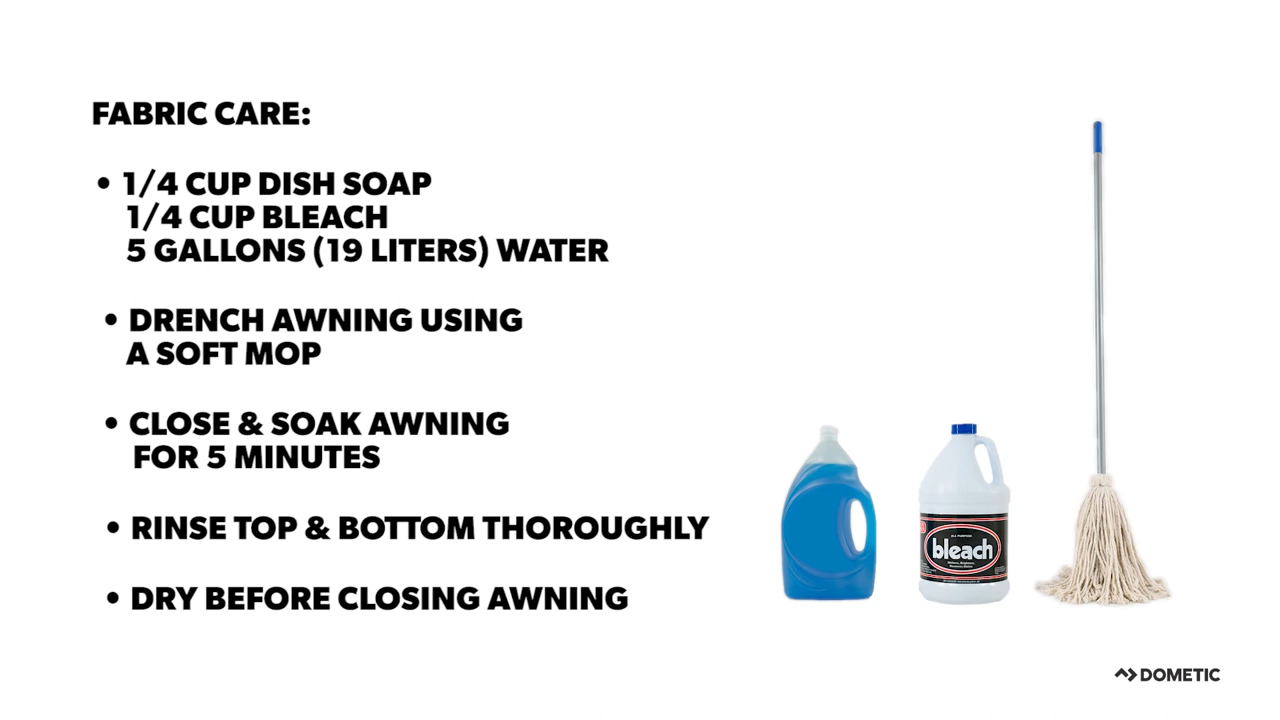 FABRIC CARE:
• 1/4 CUP DISH SOAP
1/4 CUP BLEACH
5 GALLONS (19 LITERS) WATER
• DRENCH AWNING USING
A SOFT MOP
• CLOSE & SOAK AWNING
FOR 5 MINUTES
• RINSE TOP & BOTTOM THOROUGHLY
• DRY BEFORE CLOSING AWNING
bleach
DOMETIC